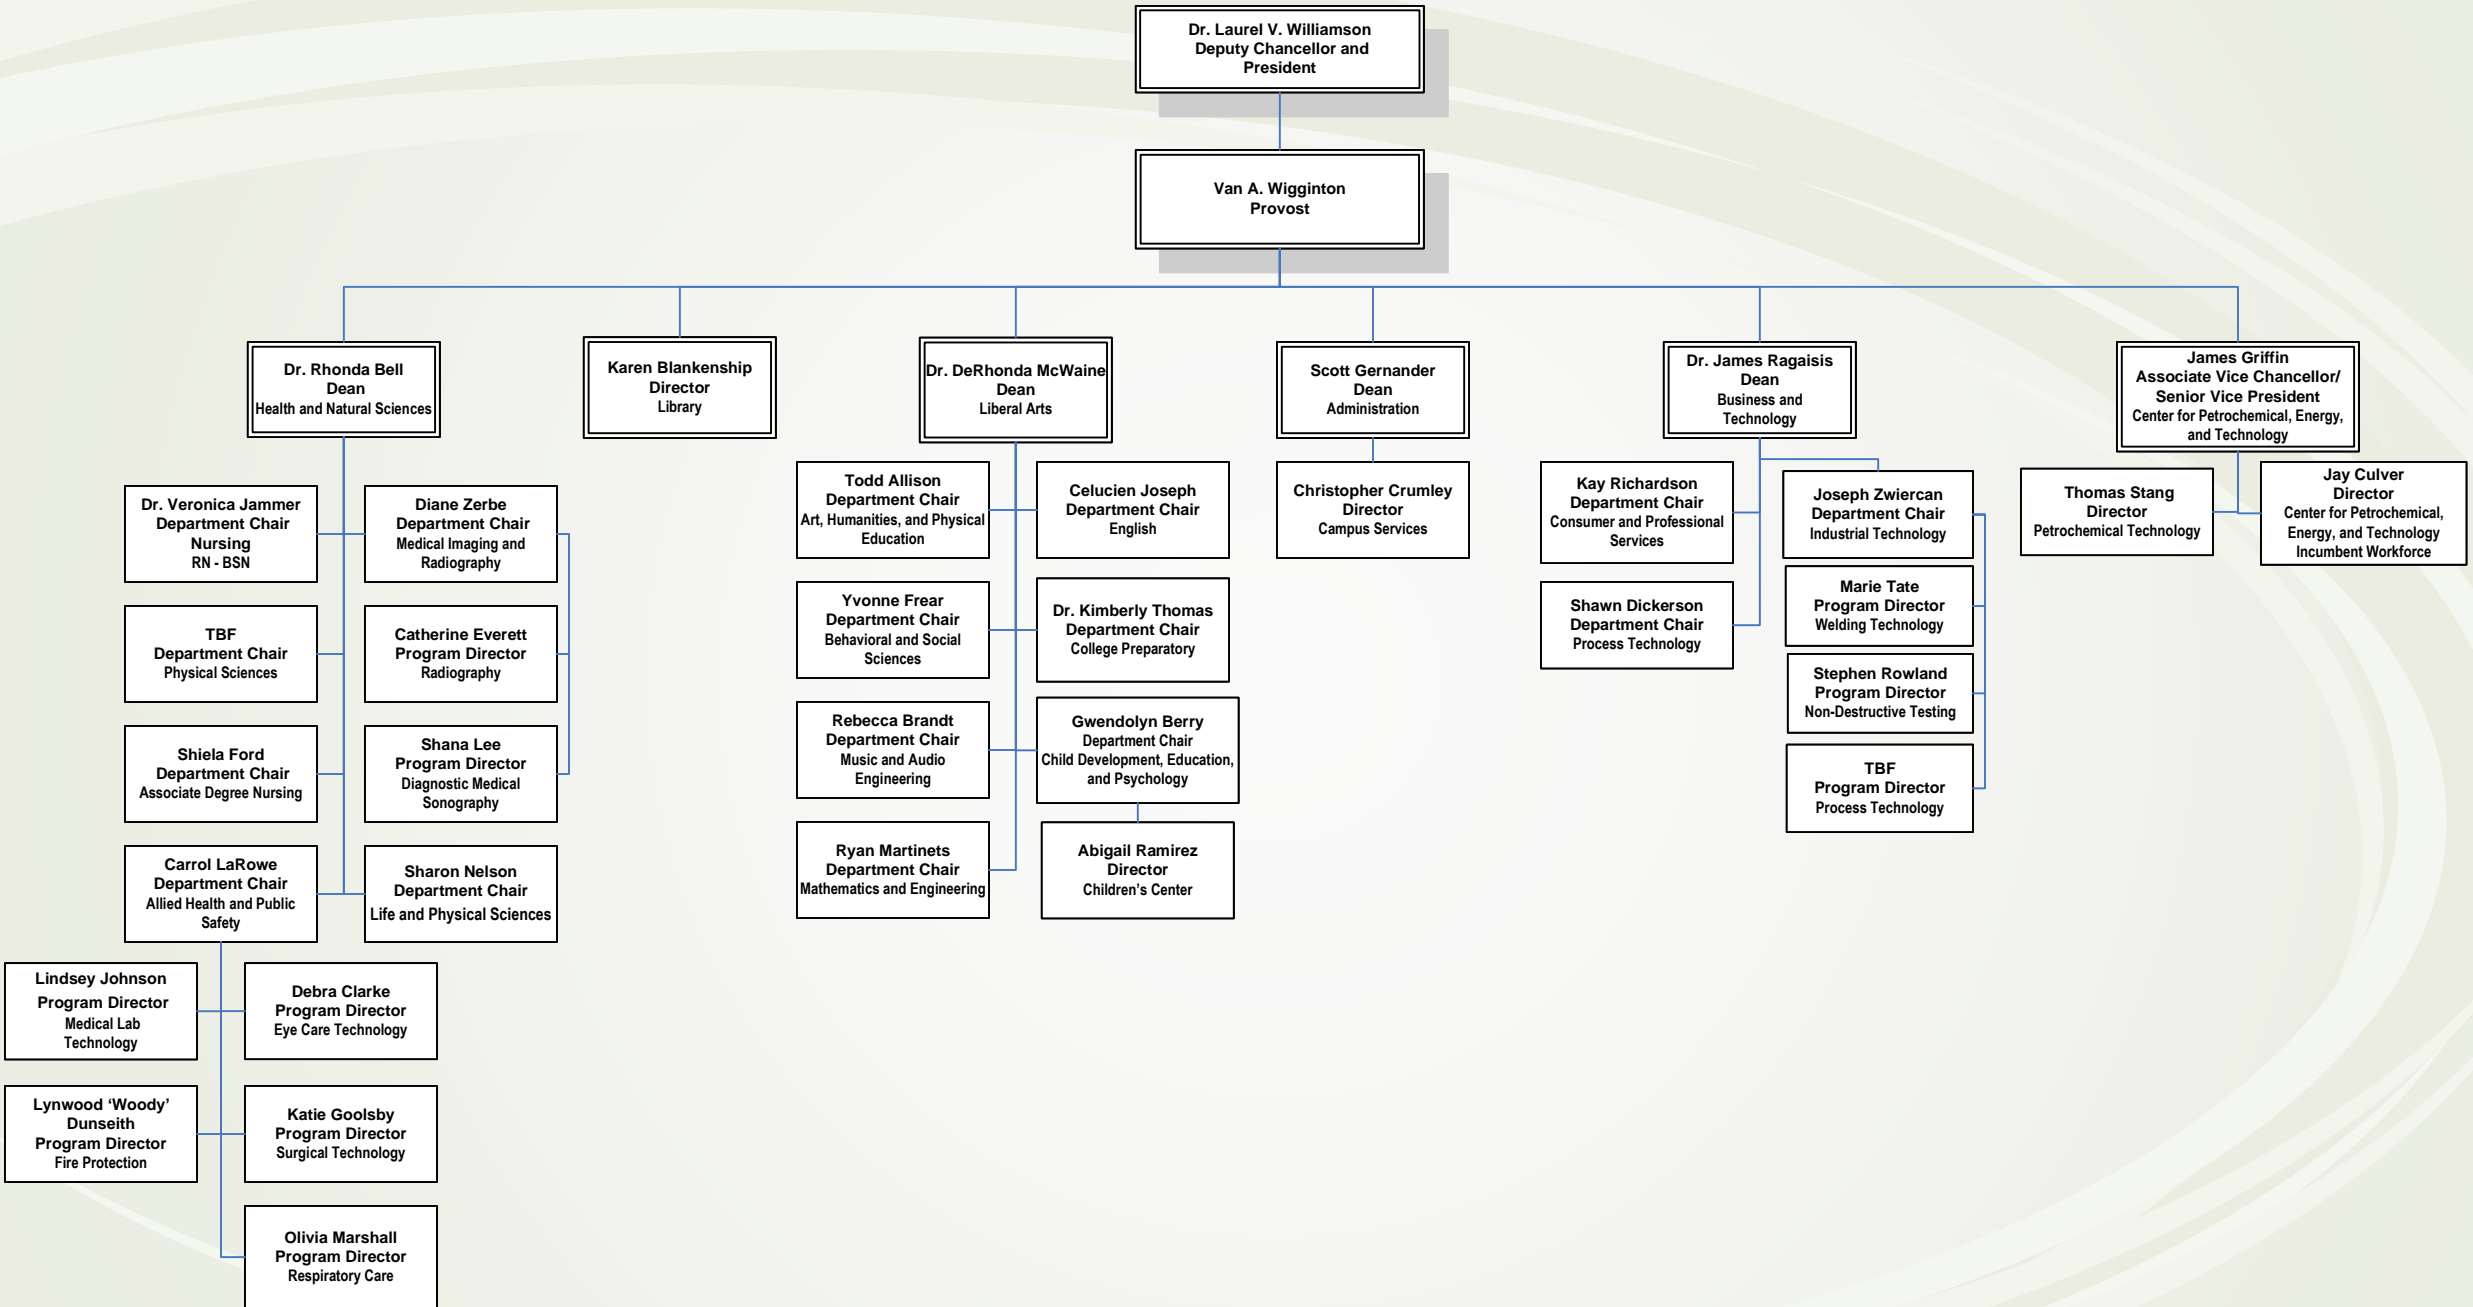 Dr. Laurel V. Williamson
Deputy Chancellor and
President
Van A. Wigginton
Provost
Dr. Rhonda Bell
Dean
Health and Natural Sciences
Karen Blankenship
Director
Library
Dr. DeRhonda McWaine
Dean
Liberal Arts
Scott Gernander
Dean
Administration
Dr. James Ragaisis
Dean
Business and
Technology
James Griffin
Associate Vice Chancellor/
Senior Vice President
Center for Petrochemical, Energy,
and Technology
Dr. Veronica Jammer
Department Chair
Nursing
RN - BSN
Diane Zerbe
Department Chair
Medical Imaging and
Radiography
TBF
Department Chair
Physical Sciences
Catherine Everett
Program Director
Radiography
Shiela Ford
Department Chair
Associate Degree Nursing
Shana Lee
Program Director
Diagnostic Medical
Sonography
Carrol LaRowe
Department Chair
Allied Health and Public
Safety
Sharon Nelson
Department Chair
Life and Physical Sciences
Lindsey Johnson
Program Director
Medical Lab
Technology
Debra Clarke
Program Director
Eye Care Technology
Lynwood ‘Woody’
Dunseith
Program Director
Fire Protection
Katie Goolsby
Program Director
Surgical Technology
Olivia Marshall
Program Director
Respiratory Care
Todd Allison
Department Chair
Art, Humanities, and Physical
Education
Celucien Joseph
Department Chair
English
Yvonne Frear
Department Chair
Behavioral and Social
Sciences
Dr. Kimberly Thomas
Department Chair
College Preparatory
Rebecca Brandt
Department Chair
Music and Audio
Engineering
Gwendolyn Berry
Department Chair
Child Development, Education,
and Psychology
Ryan Martinets
Department Chair
Mathematics and Engineering
Abigail Ramirez
Director
Children’s Center
Christopher Crumley
Director
Campus Services
Kay Richardson
Department Chair
Consumer and Professional
Services
Joseph Zwiercan
Department Chair
Industrial Technology
Shawn Dickerson
Department Chair
Process Technology
Marie Tate
Program Director
Welding Technology
Stephen Rowland
Program Director
Non-Destructive Testing
TBF
Program Director
Process Technology
Thomas Stang
Director
Petrochemical Technology
Jay Culver
Director
Center for Petrochemical,
Energy, and Technology
Incumbent Workforce